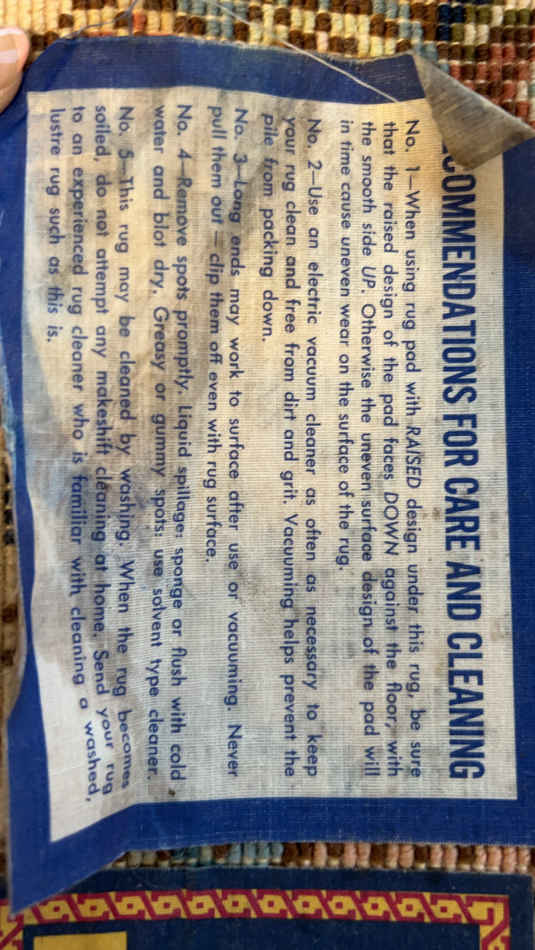 COMMENDATIONS FOR CARE AND CLEANING
No. 1—When using rug pad with RAISED design under this rug, be sure
that the raised design of the pad faces DOWN against the floor, with
the smooth side UP. Otherwise the uneven surface design of the pad will
in time cause uneven wear on the surface of the rug.
No. 2—Use an electric vacuum cleaner as often as necessary to keep
your rug clean and free from dirt and grit. Vacuuming helps prevent the
pile from packing down.
No. 3—Long ends may work to surface after use or vacuuming. Never
pull them out — clip them off even with rug surface.
No. 4—Remove spots promptly. Liquid spillage: sponge or flush with cold
water and blot dry. Greasy or gummy spots: use solvent type cleaner.
No. 5—This rug may be cleaned by washing. When the rug becomes
soiled, do not attempt any makeshift cleaning at home. Send your rug
to an experienced rug cleaner who is familiar with cleaning a washed,
lustre rug such as this is.